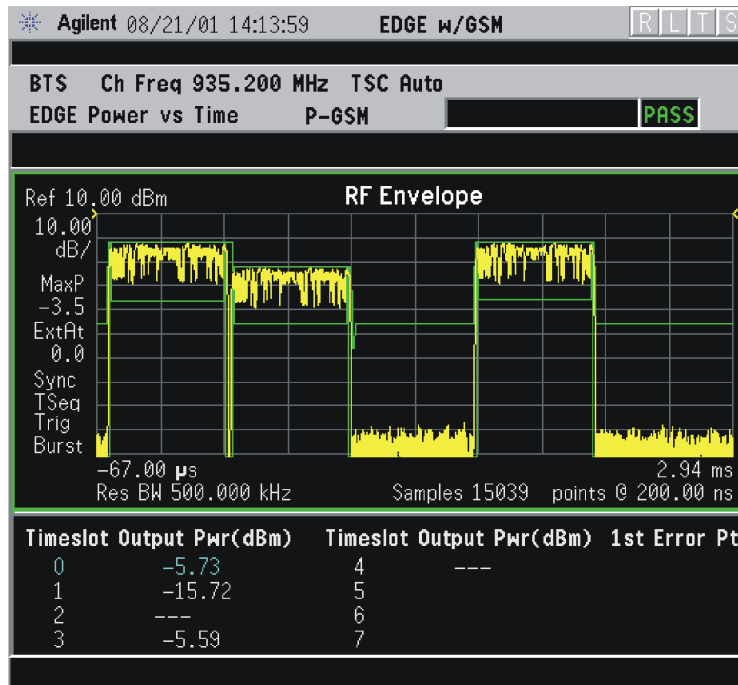 Agilent 08/21/01 14:13:59 EDGE w/GSM R L T S
BTS Ch Freq 935.200 MHz TSC Auto
EDGE Power vs Time P-GSM PASS
Ref 10.00 dBm RF Envelope
10.00
dB/
MaxP
-3.5
ExtAt
0.0
Sync
TSeq
Trig
Burst
-67.00 µs 2.94 ms
Res BW 500.000 kHz Samples 15039 points @ 200.00 ns
Timeslot Output Pwr(dBm) Timeslot Output Pwr(dBm) 1st Error Pt
0 -5.73 4 ---
1 -15.72 5
2 --- 6
3 -5.59 7